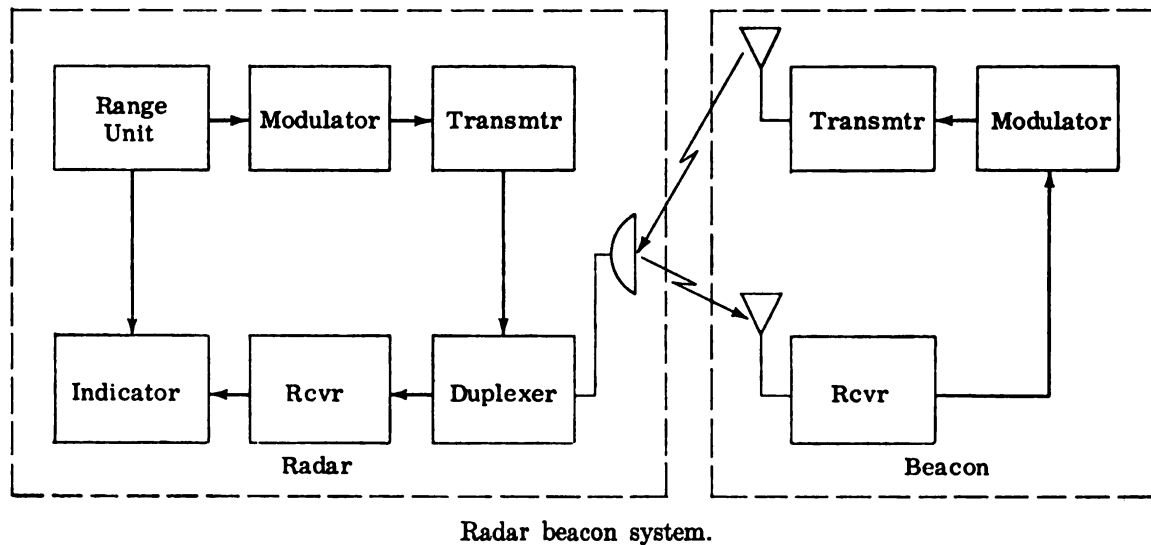 Range
Unit
Modulator
Transmtr
Transmtr
Modulator
Indicator
Rcvr
Duplexer
Rcvr
Radar
Beacon
Radar beacon system.